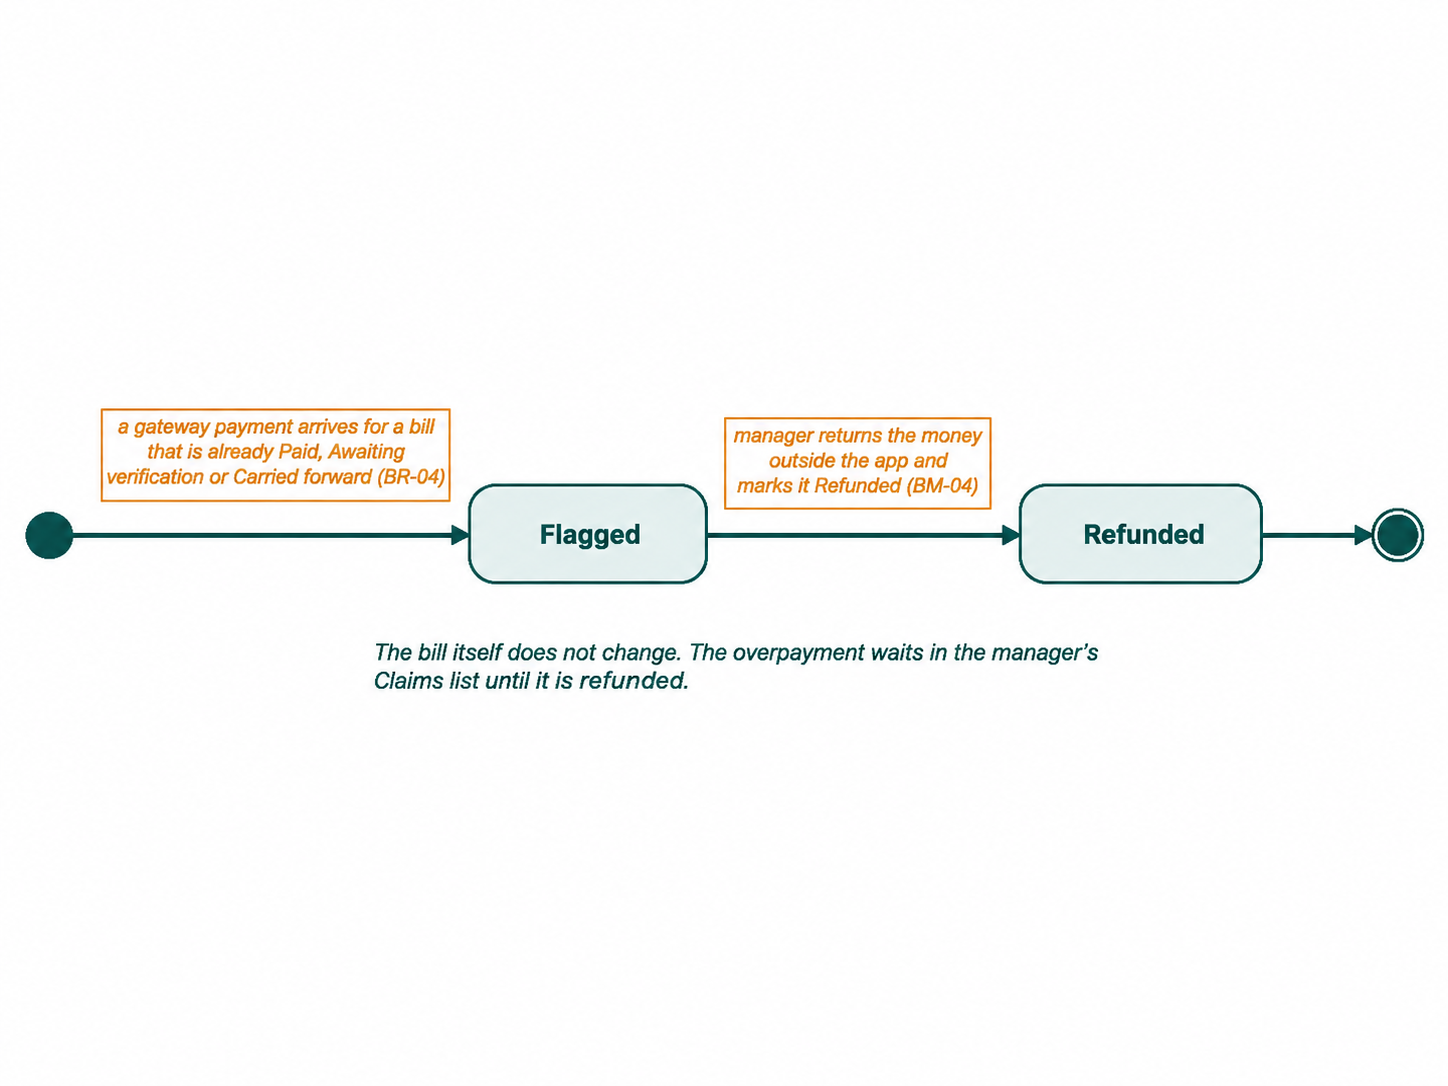 a gateway payment arrives for a bill
that is already Paid, Awaiting
verification or Carried forward (BR-04)
manager returns the money
outside the app and
marks it Refunded (BM-04)
Flagged
Refunded
The bill itself does not change. The overpayment waits in the manager’s
Claims list until it is refunded.